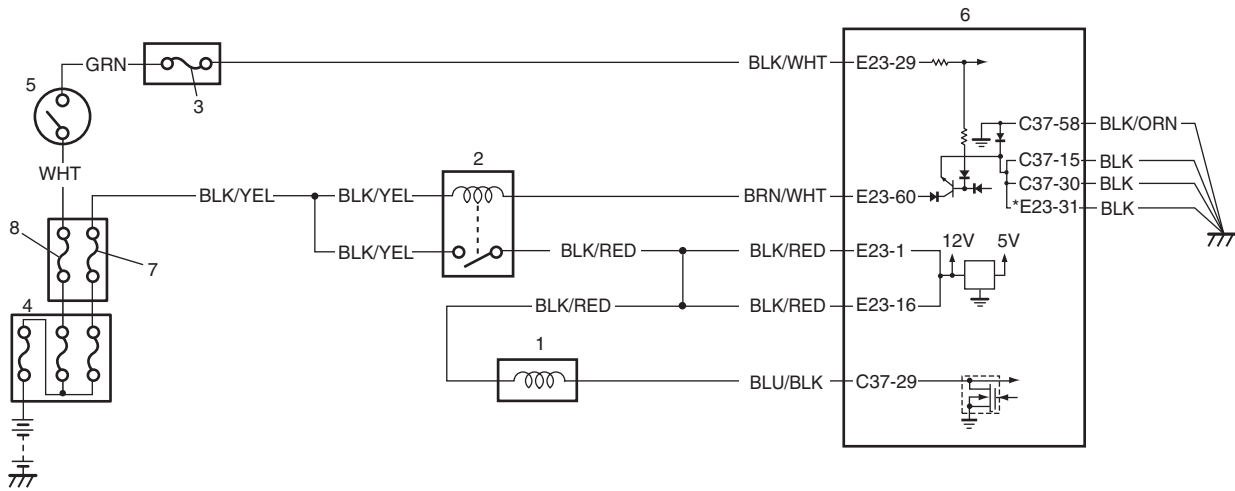 6
5
GRN
3
BLK/WHT
E23-29
C37-58
BLK/ORN
WHT
2
C37-15
BLK
BLK/YEL
BLK/YEL
BRN/WHT
E23-60
C37-30
BLK
*E23-31
BLK
8
7
BLK/YEL
BLK/RED
BLK/RED
E23-1
12V
5V
4
BLK/RED
BLK/RED
E23-16
1
BLU/BLK
C37-29